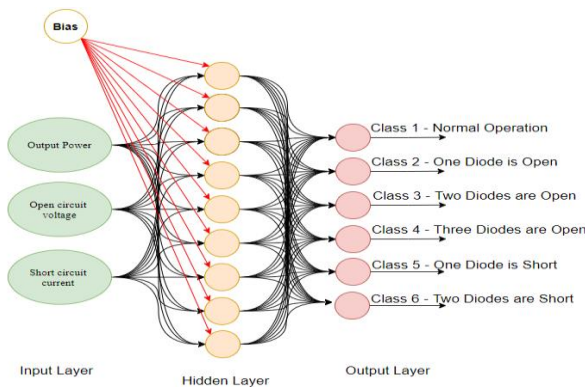 Bias
Output Power
Open circuit
voltage
Short circuit
current
Class 1 - Normal Operation
Class 2 - One Diode is Open
Class 3 - Two Diodes are Open
Class 4 - Three Diodes are Open
Class 5 - One Diode is Short
Class 6 - Two Diodes are Short
Input Layer
Hidden Layer
Output Layer